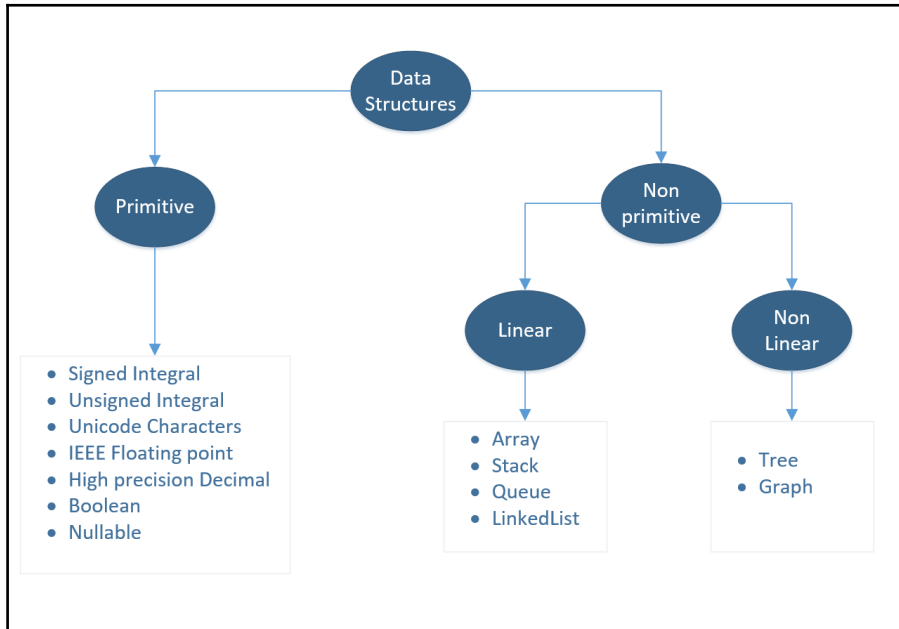 Data
Structures
Primitive
Non
primitive
Linear
Non
Linear
• Signed Integral
• Unsigned Integral
• Unicode Characters
• IEEE Floating point
• High precision Decimal
• Boolean
• Nullable
• Array
• Stack
• Queue
• LinkedList
• Tree
• Graph